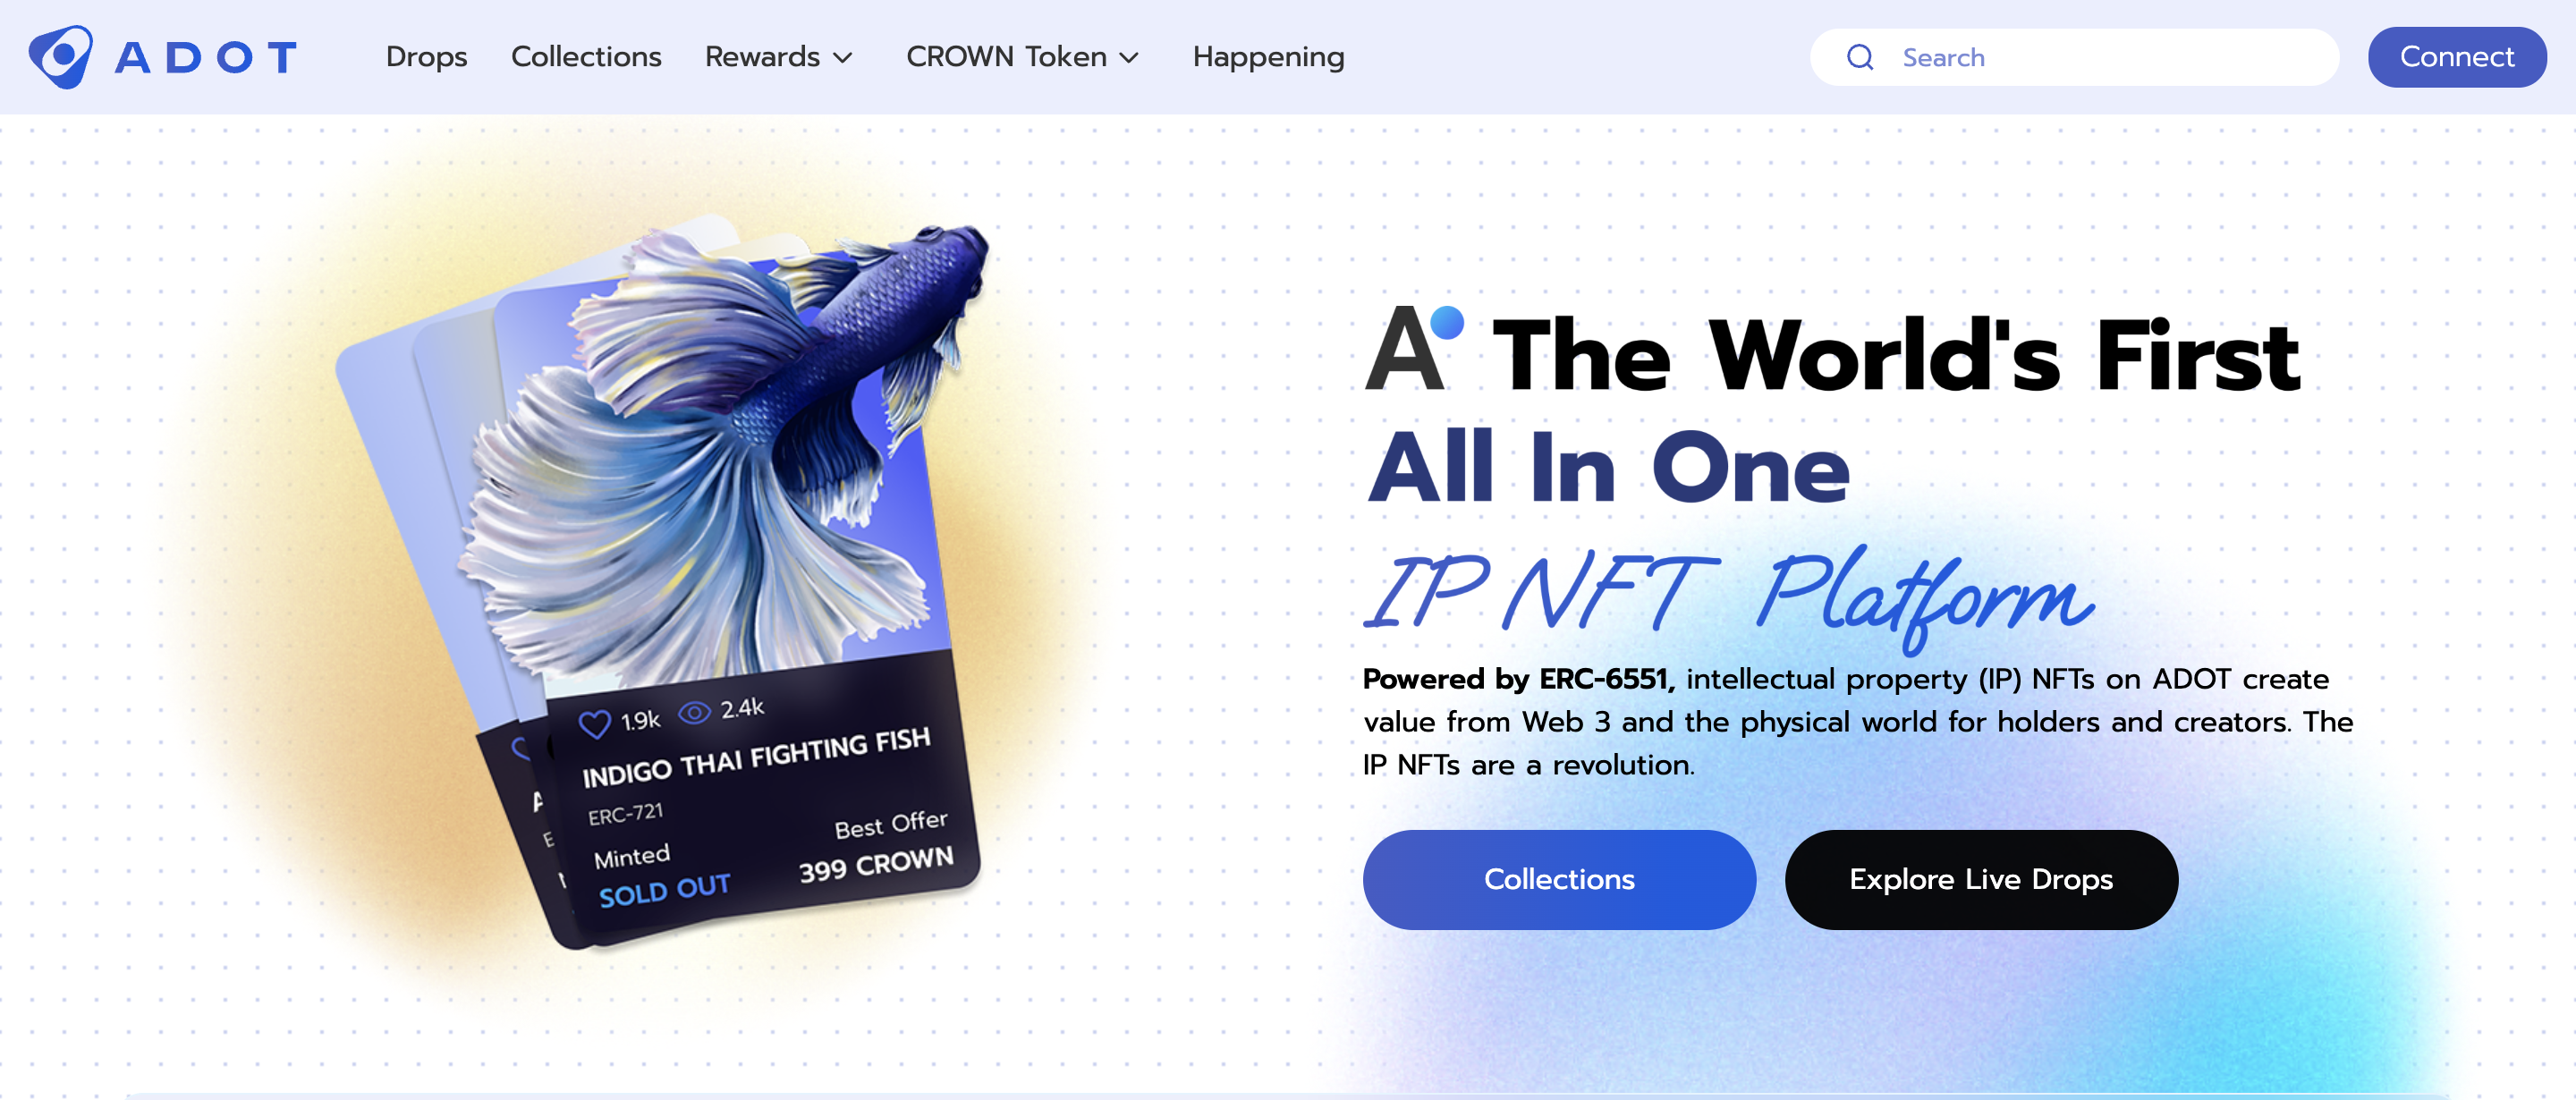 ADOT
Drops
Collections
Rewards
CROWN Token
Happening
Search
Connect
1.9k 2.4k
INDIGO THAI FIGHTING FISH
ERC-721
Minted
SOLD OUT
Best Offer
399 CROWN
A The World's First
All In One
IP NFT Platform
Powered by ERC-6551, intellectual property (IP) NFTs on ADOT create
value from Web 3 and the physical world for holders and creators. The
IP NFTs are a revolution.
Collections
Explore Live Drops